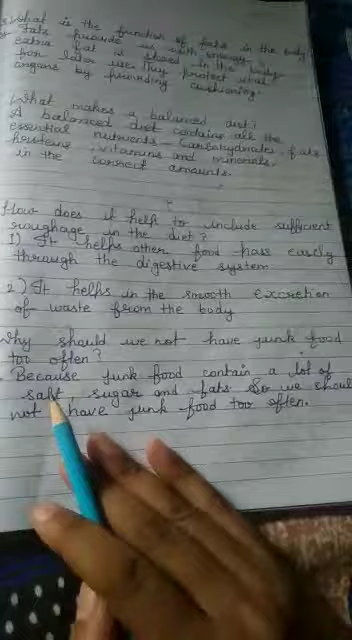 What is the function of fats in the body
Fats provide us with energy
extra fat is stored in the body
for later use. They protect vital
organs by providing cushioning.
What makes a balanced diet?
A balanced diet contains all the
essential nutrients - Carbohydrates, fats
proteins, vitamins and minerals.
in the correct amounts.
How does it help to include sufficient
roughage in the diet?
1) It helps other food pass easily
through the digestive system
2) It helps in the smooth excretion
of waste from the body
Why should we not have junk food
too often?
Because junk food contain a lot of
salt, sugar and fats So we should
not have junk food too often.